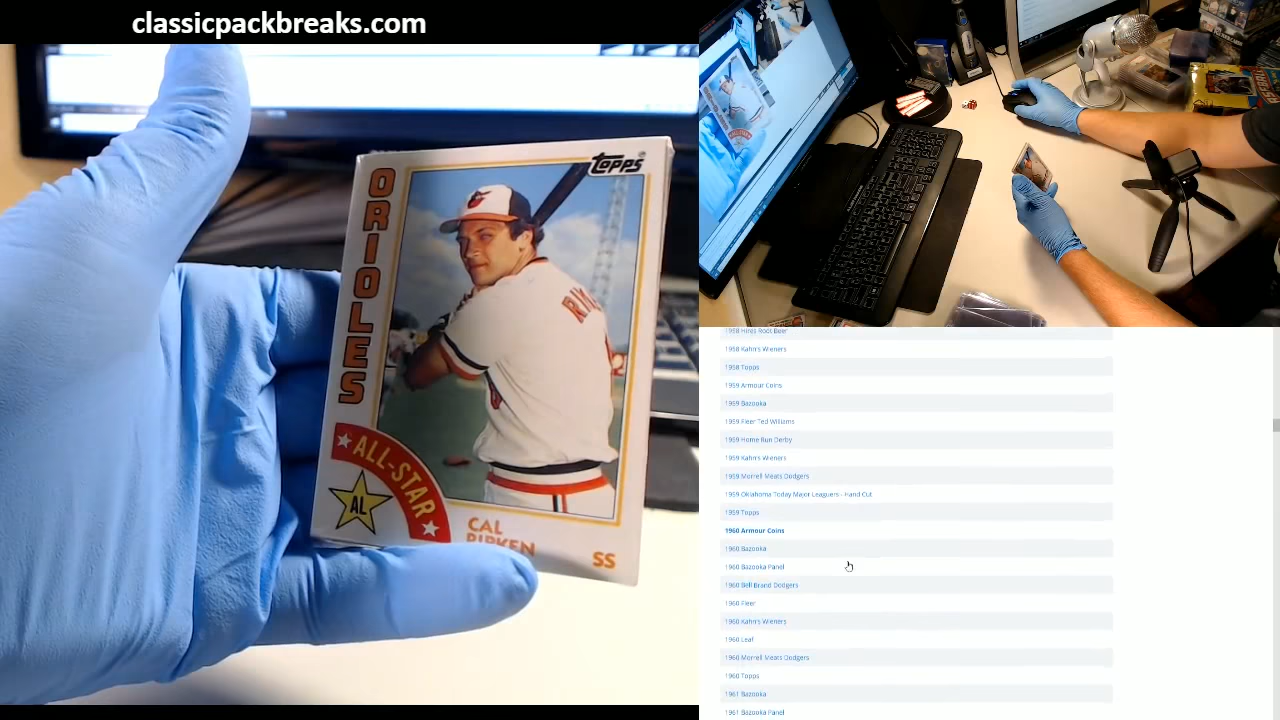 classicpackbreaks.com
topps
ORIOLES
ALL-STAR
AL
CAL
RIPKEN
SS
1958 Hires Root Beer
1958 Kahn's Wieners
1958 Topps
1959 Armour Coins
1959 Bazooka
1959 Fleer Ted Williams
1959 Home Run Derby
1959 Kahn's Wieners
1959 Morrell Meats Dodgers
1959 Oklahoma Today Major Leaguers - Hand Cut
1959 Topps
1960 Armour Coins
1960 Bazooka
1960 Bazooka Panel
1960 Bell Brand Dodgers
1960 Fleer
1960 Kahn's Wieners
1960 Leaf
1960 Morrell Meats Dodgers
1960 Topps
1961 Bazooka
1961 Bazooka Panel